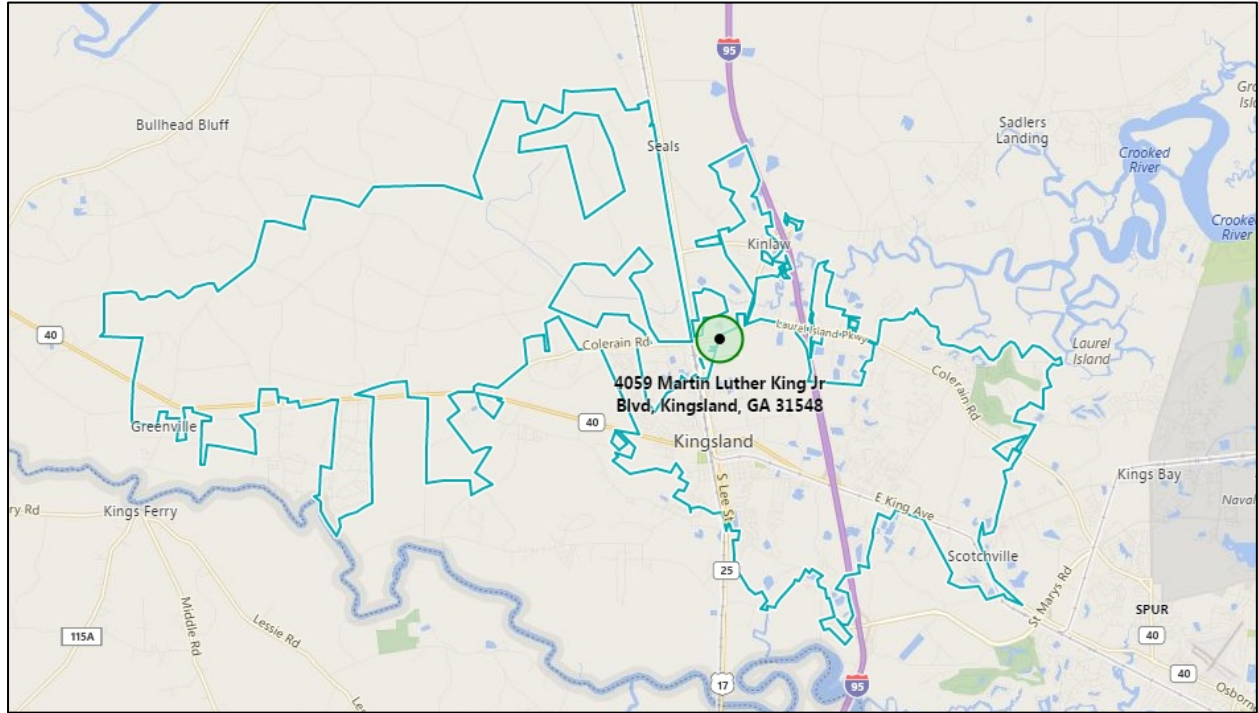 95
Bullhead Bluff
Seals
Sadlers
Landing
Crooked
River
Crooke
River
Kinlaw
40
Colerain Rd
Laurel Island Pkwy
Laurel
Island
Colerain Rd
4059 Martin Luther King Jr
Blvd, Kingsland, GA 31548
40
Greenville
Kingsland
Kings Bay
S Lee St
E King Ave
Naval
ry Rd
Kings Ferry
Scotchville
25
St Marys Rd
Middle Rd
Lessie Rd
115A
SPUR
40
40
17
95
Osborn